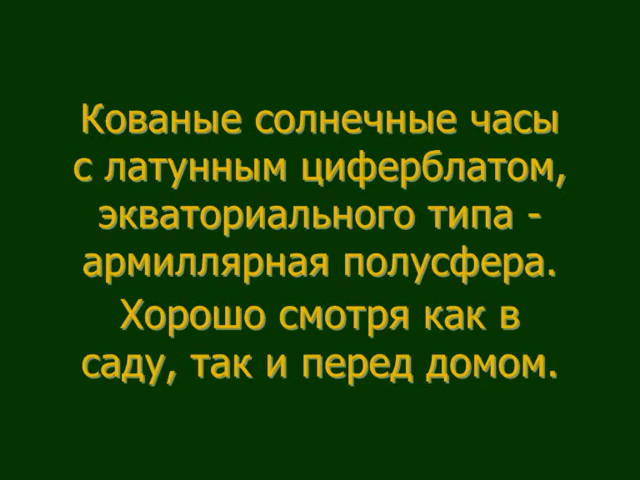 Кованые солнечные часы
с латунным циферблатом,
экваториального типа -
армиллярная полусфера.
Хорошо смотря как в
саду, так и перед домом.